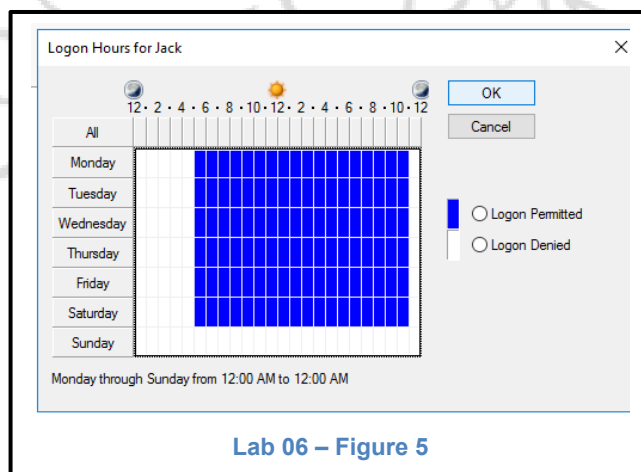 Logon Hours for Jack
12 · 2 · 4 · 6 · 8 · 10 · 12 · 2 · 4 · 6 · 8 · 10 · 12
OK
Cancel
All
Monday
Tuesday
Wednesday
Thursday
Friday
Saturday
Sunday
Logon Permitted
Logon Denied
Monday through Sunday from 12:00 AM to 12:00 AM
Lab 06 – Figure 5